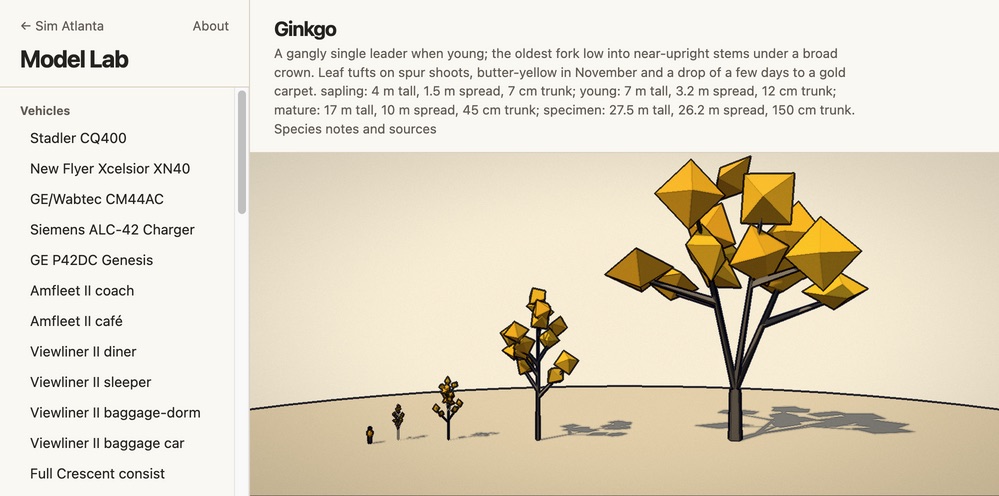 ← Sim Atlanta
About
Model Lab
Vehicles
Stadler CQ400
New Flyer Xcelsior XN40
GE/Wabtec CM44AC
Siemens ALC-42 Charger
GE P42DC Genesis
Amfleet II coach
Amfleet II café
Viewliner II diner
Viewliner II sleeper
Viewliner II baggage-dorm
Viewliner II baggage car
Full Crescent consist
Ginkgo
A gangly single leader when young; the oldest fork low into near-upright stems under a broad
crown. Leaf tufts on spur shoots, butter-yellow in November and a drop of a few days to a gold
carpet. sapling: 4 m tall, 1.5 m spread, 7 cm trunk; young: 7 m tall, 3.2 m spread, 12 cm trunk;
mature: 17 m tall, 10 m spread, 45 cm trunk; specimen: 27.5 m tall, 26.2 m spread, 150 cm trunk.
Species notes and sources